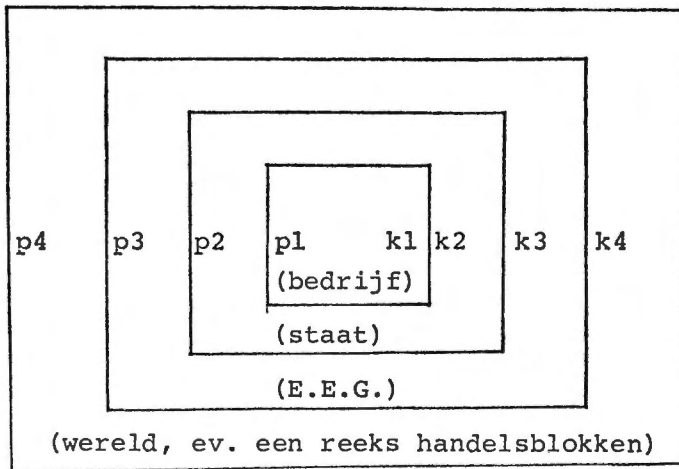 p4 p3 p2 p1 k1 k2 k3 k4
(bedrijf)
(staat)
(E.E.G.)
(wereld, ev. een reeks handelsblokken)